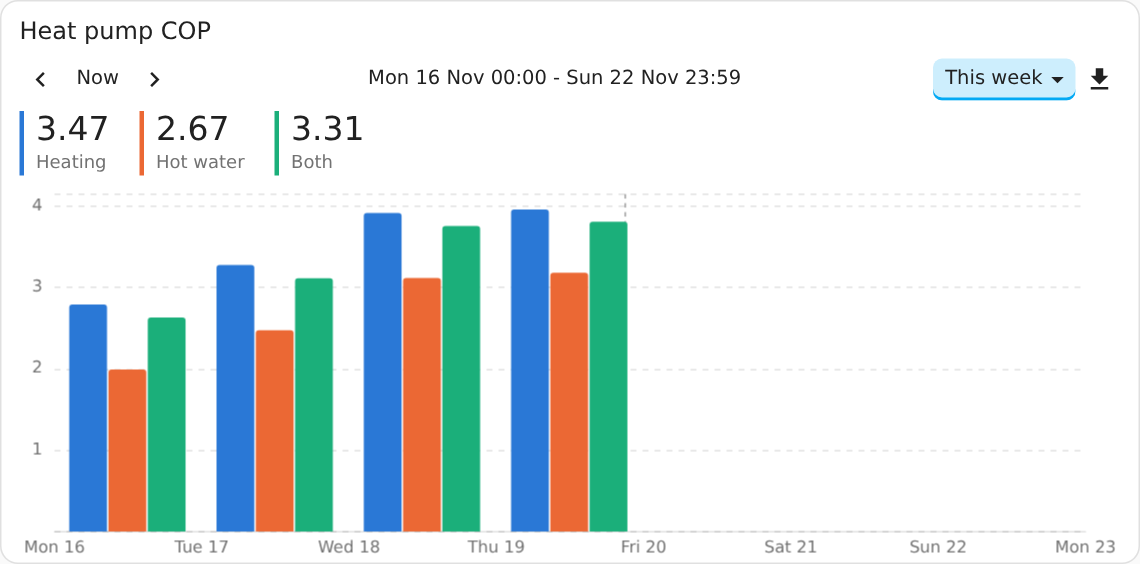 Heat pump COP
Now
Mon 16 Nov 00:00 - Sun 22 Nov 23:59
This week
3.47 2.67 3.31
Heating Hot water Both
4
3
2
1
Mon 16 Tue 17 Wed 18 Thu 19 Fri 20 Sat 21 Sun 22 Mon 23